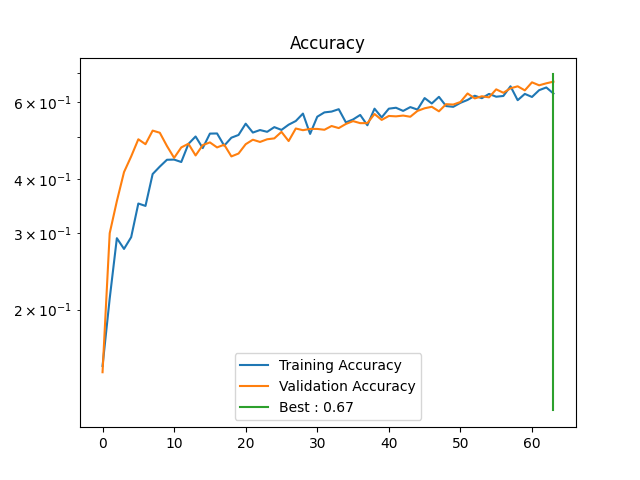 Accuracy
6 × 10⁻¹
4 × 10⁻¹
3 × 10⁻¹
2 × 10⁻¹
Training Accuracy
Validation Accuracy
Best : 0.67
0 10 20 30 40 50 60